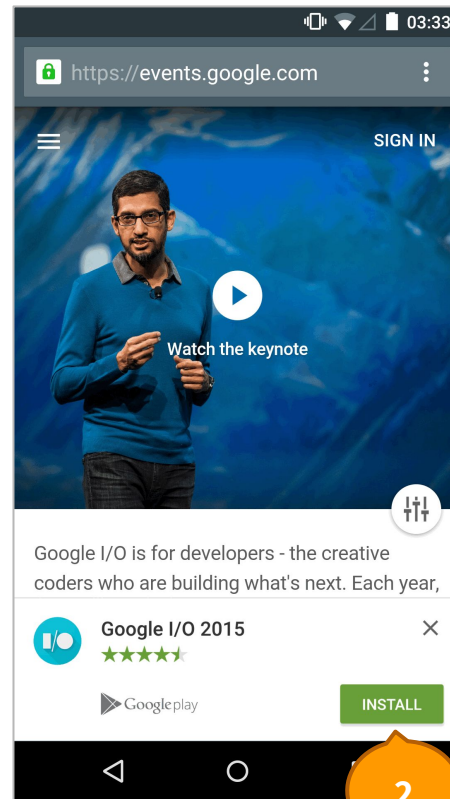 03:33
https://events.google.com
SIGN IN
Watch the keynote
Google I/O is for developers - the creative
coders who are building what's next. Each year,
I/O
Google I/O 2015
Google play
INSTALL
2